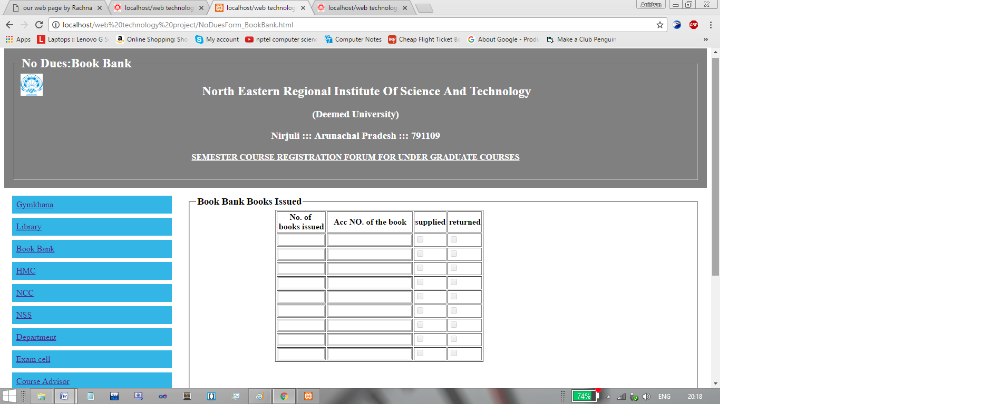 our web page by Rachna
localhost/web technolog
localhost/web technolog
localhost/web technolog
Anirban
localhost/web%20technology%20project/NoDuesForm_BookBank.html
ABP
Apps
Laptops :: Lenovo G S
Online Shopping: Sho
My account
nptel computer scienc
Computer Notes
Cheap Flight Ticket Bo
About Google - Produ
Make a Club Penguin
»
No Dues:Book Bank
North Eastern Regional Institute Of Science And Technology
(Deemed University)
Nirjuli ::: Arunachal Pradesh ::: 791109
SEMESTER COURSE REGISTRATION FORUM FOR UNDER GRADUATE COURSES
Gymkhana
Library
Book Bank
HMC
NCC
NSS
Department
Exam cell
Course Advisor
Book Bank Books Issued
No. of
books issued
Acc NO. of the book
supplied
returned
74%
ENG
20:18